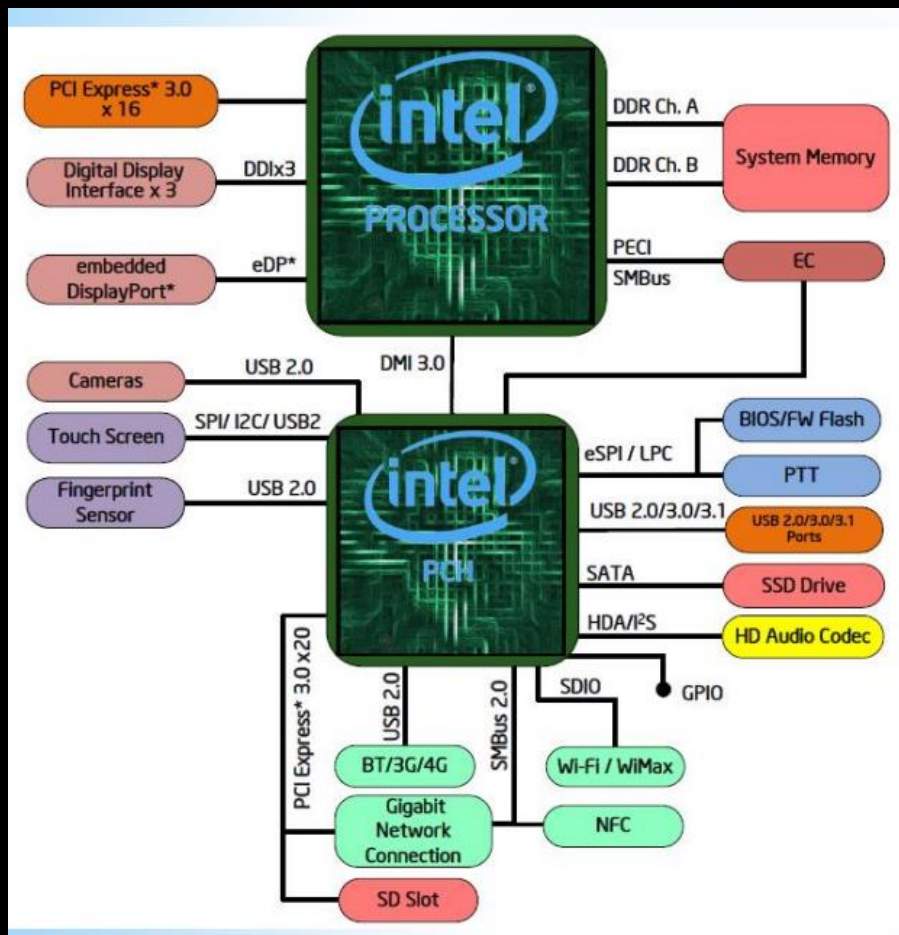 PCI Express* 3.0
x 16
intel®
PROCESSOR
DDR Ch. A
System Memory
Digital Display
Interface x 3
DDIx3
DDR Ch. B
embedded
DisplayPort*
eDP*
PECI
SMBus
EC
DMI 3.0
Cameras
USB 2.0
Touch Screen
SPI/ I2C/ USB2
Fingerprint
Sensor
USB 2.0
intel®
PCH
eSPI / LPC
BIOS/FW Flash
PTT
USB 2.0/3.0/3.1
USB 2.0/3.0/3.1
Ports
SATA
SSD Drive
HDA/I²S
HD Audio Codec
PCI Express* 3.0 x20
USB 2.0
SMBus 2.0
SDIO
GPIO
BT/3G/4G
Wi-Fi / WiMax
Gigabit
Network
Connection
NFC
SD Slot